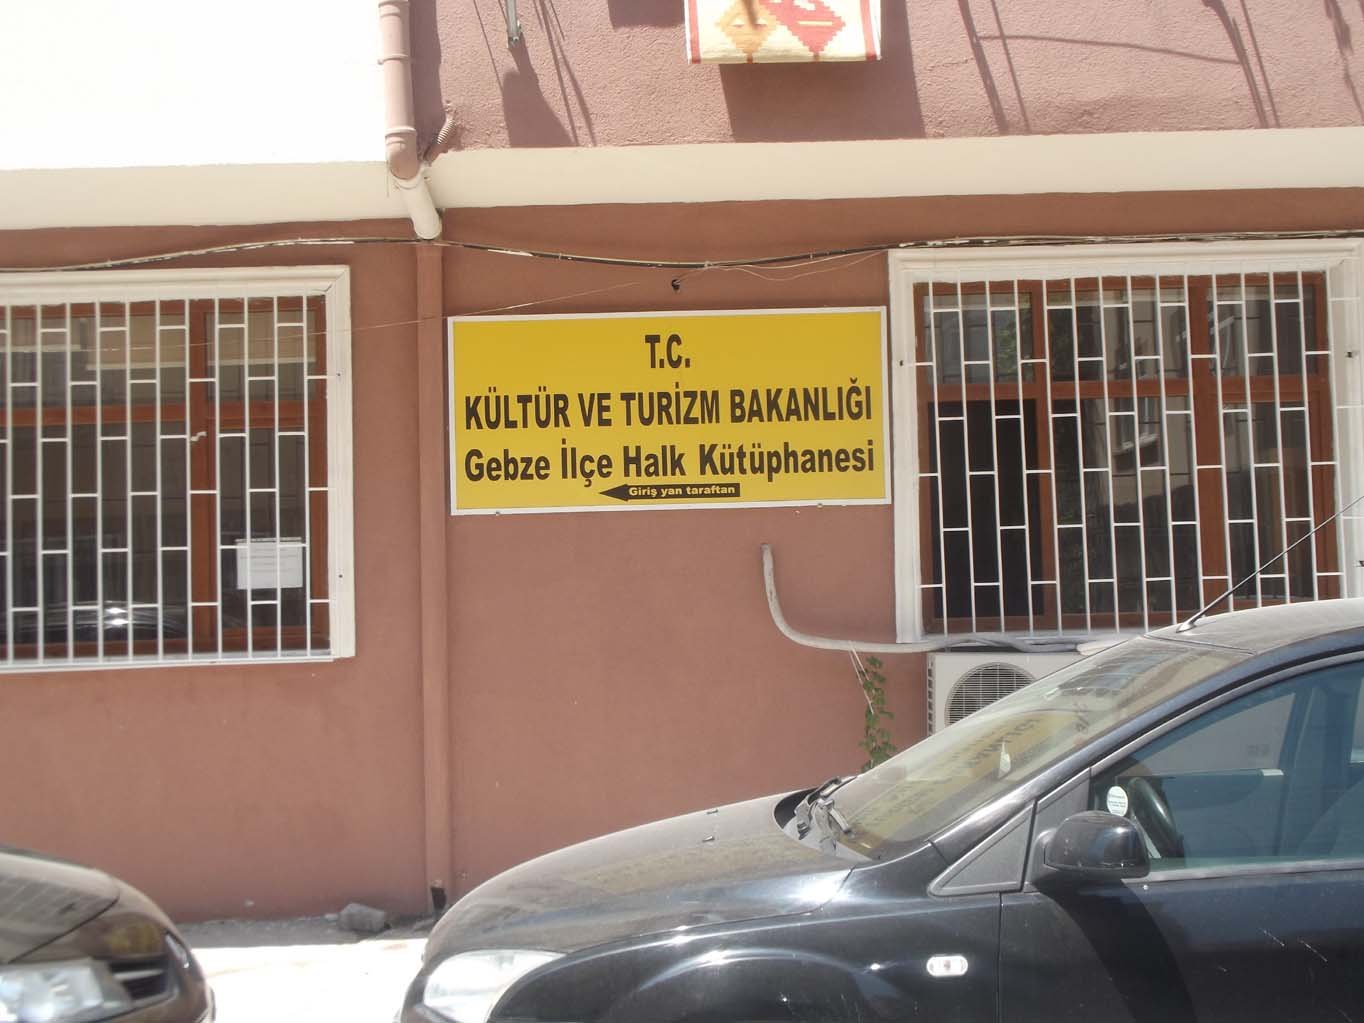 T.C.
KÜLTÜR VE TURİZM BAKANLIĞI
Gebze İlçe Halk Kütüphanesi
Giriş yan taraftan